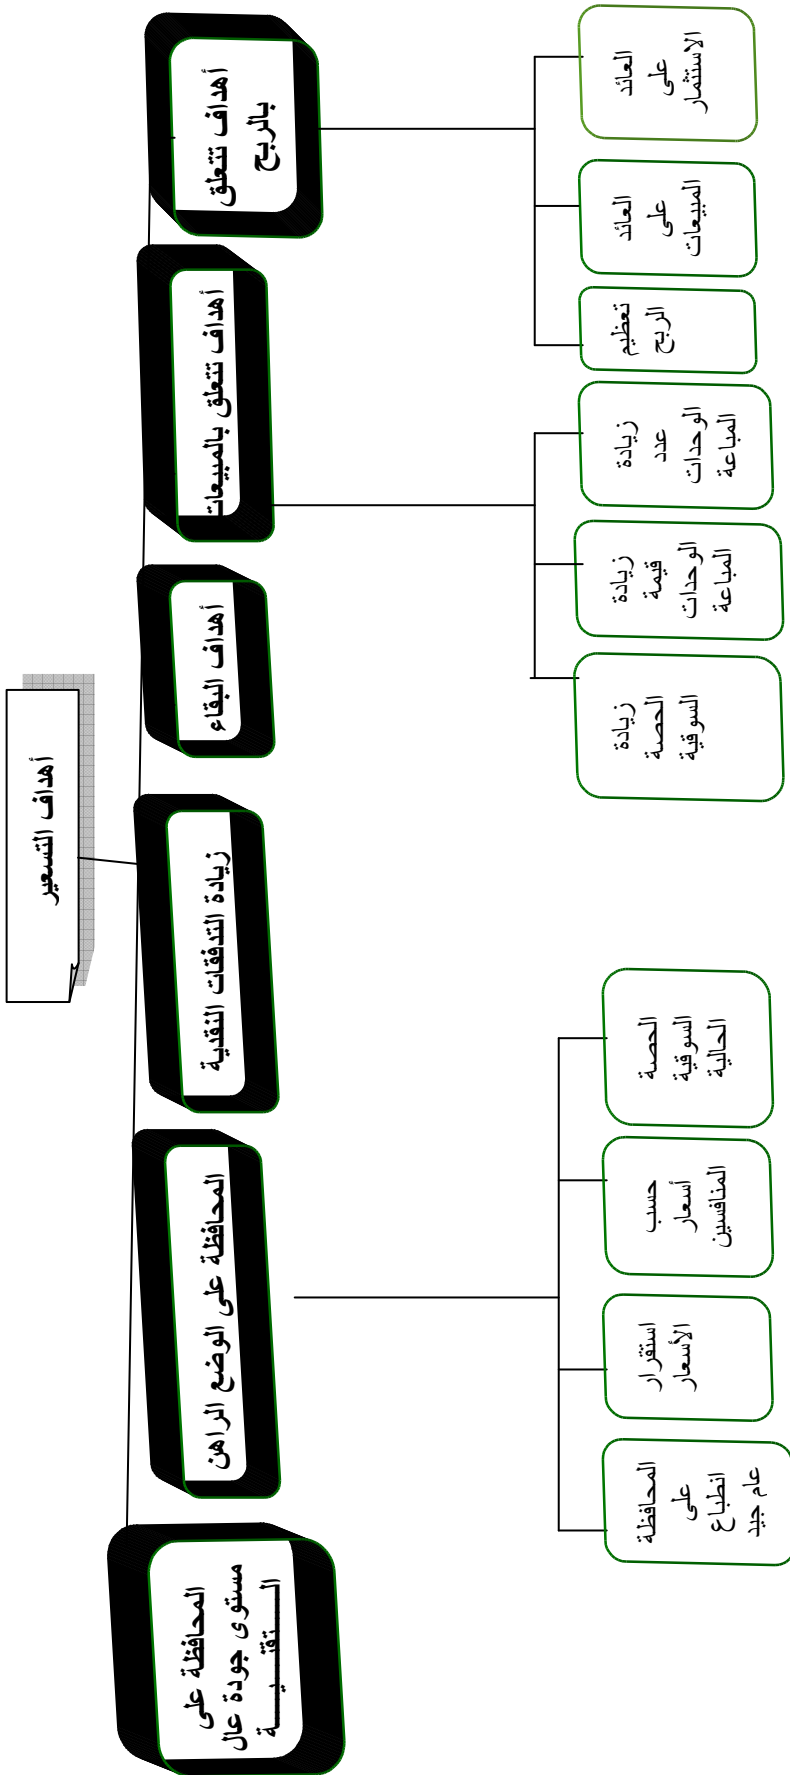 أهداف التسعير
أهداف تتعلق
بالربح
أهداف تتعلق بالمبيعات
أهداف البقاء
زيادة التدفقات النقدية
المحافظة على الوضع الراهن
المحافظة على
مستوى جودة عال
التقنيـــــة
العائد
على
الاستثمار
العائد
على
المبيعات
تعظيم
الربح
زيادة
عدد
الوحدات
المباعة
زيادة
قيمة
الوحدات
المباعة
زيادة
الحصة
السوقية
الحصة
السوقية
الحالية
حسب
أسعار
المنافسين
استقرار
الأسعار
المحافظة
على
انطباع
عام جيد